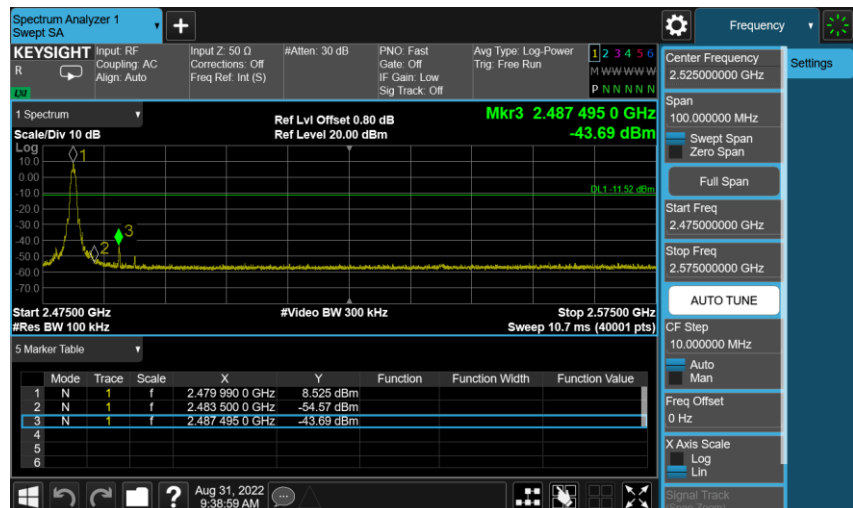 Spectrum Analyzer 1
Swept SA
+
Frequency
KEYSIGHT
R
LXI
Input: RF
Coupling: AC
Align: Auto
Input Z: 50 Ω
Corrections: Off
Freq Ref: Int (S)
#Atten: 30 dB
PNO: Fast
Gate: Off
IF Gain: Low
Sig Track: Off
Avg Type: Log-Power
Trig: Free Run
1 2 3 4 5 6
M W W W W W
P N N N N N
1 Spectrum
Scale/Div 10 dB
Ref Lvl Offset 0.80 dB
Ref Level 20.00 dBm
Mkr3 2.487 495 0 GHz
-43.69 dBm
Log
10.0
0.00
-10.0
-20.0
-30.0
-40.0
-50.0
-60.0
-70.0
1
2
3
DL1 -11.52 dBm
Start 2.47500 GHz
#Res BW 100 kHz
#Video BW 300 kHz
Stop 2.57500 GHz
Sweep 10.7 ms (40001 pts)
5 Marker Table
Mode Trace Scale X Y Function Function Width Function Value
1 N 1 f 2.479 990 0 GHz 8.525 dBm
2 N 1 f 2.483 500 0 GHz -54.57 dBm
3 N 1 f 2.487 495 0 GHz -43.69 dBm
4
5
6
?
Aug 31, 2022
9:38:59 AM
Center Frequency
2.525000000 GHz
Span
100.000000 MHz
Swept Span
Zero Span
Full Span
Start Freq
2.475000000 GHz
Stop Freq
2.575000000 GHz
AUTO TUNE
CF Step
10.000000 MHz
Auto
Man
Freq Offset
0 Hz
X Axis Scale
Log
Lin
Signal Track
(Span Zoom)
Settings